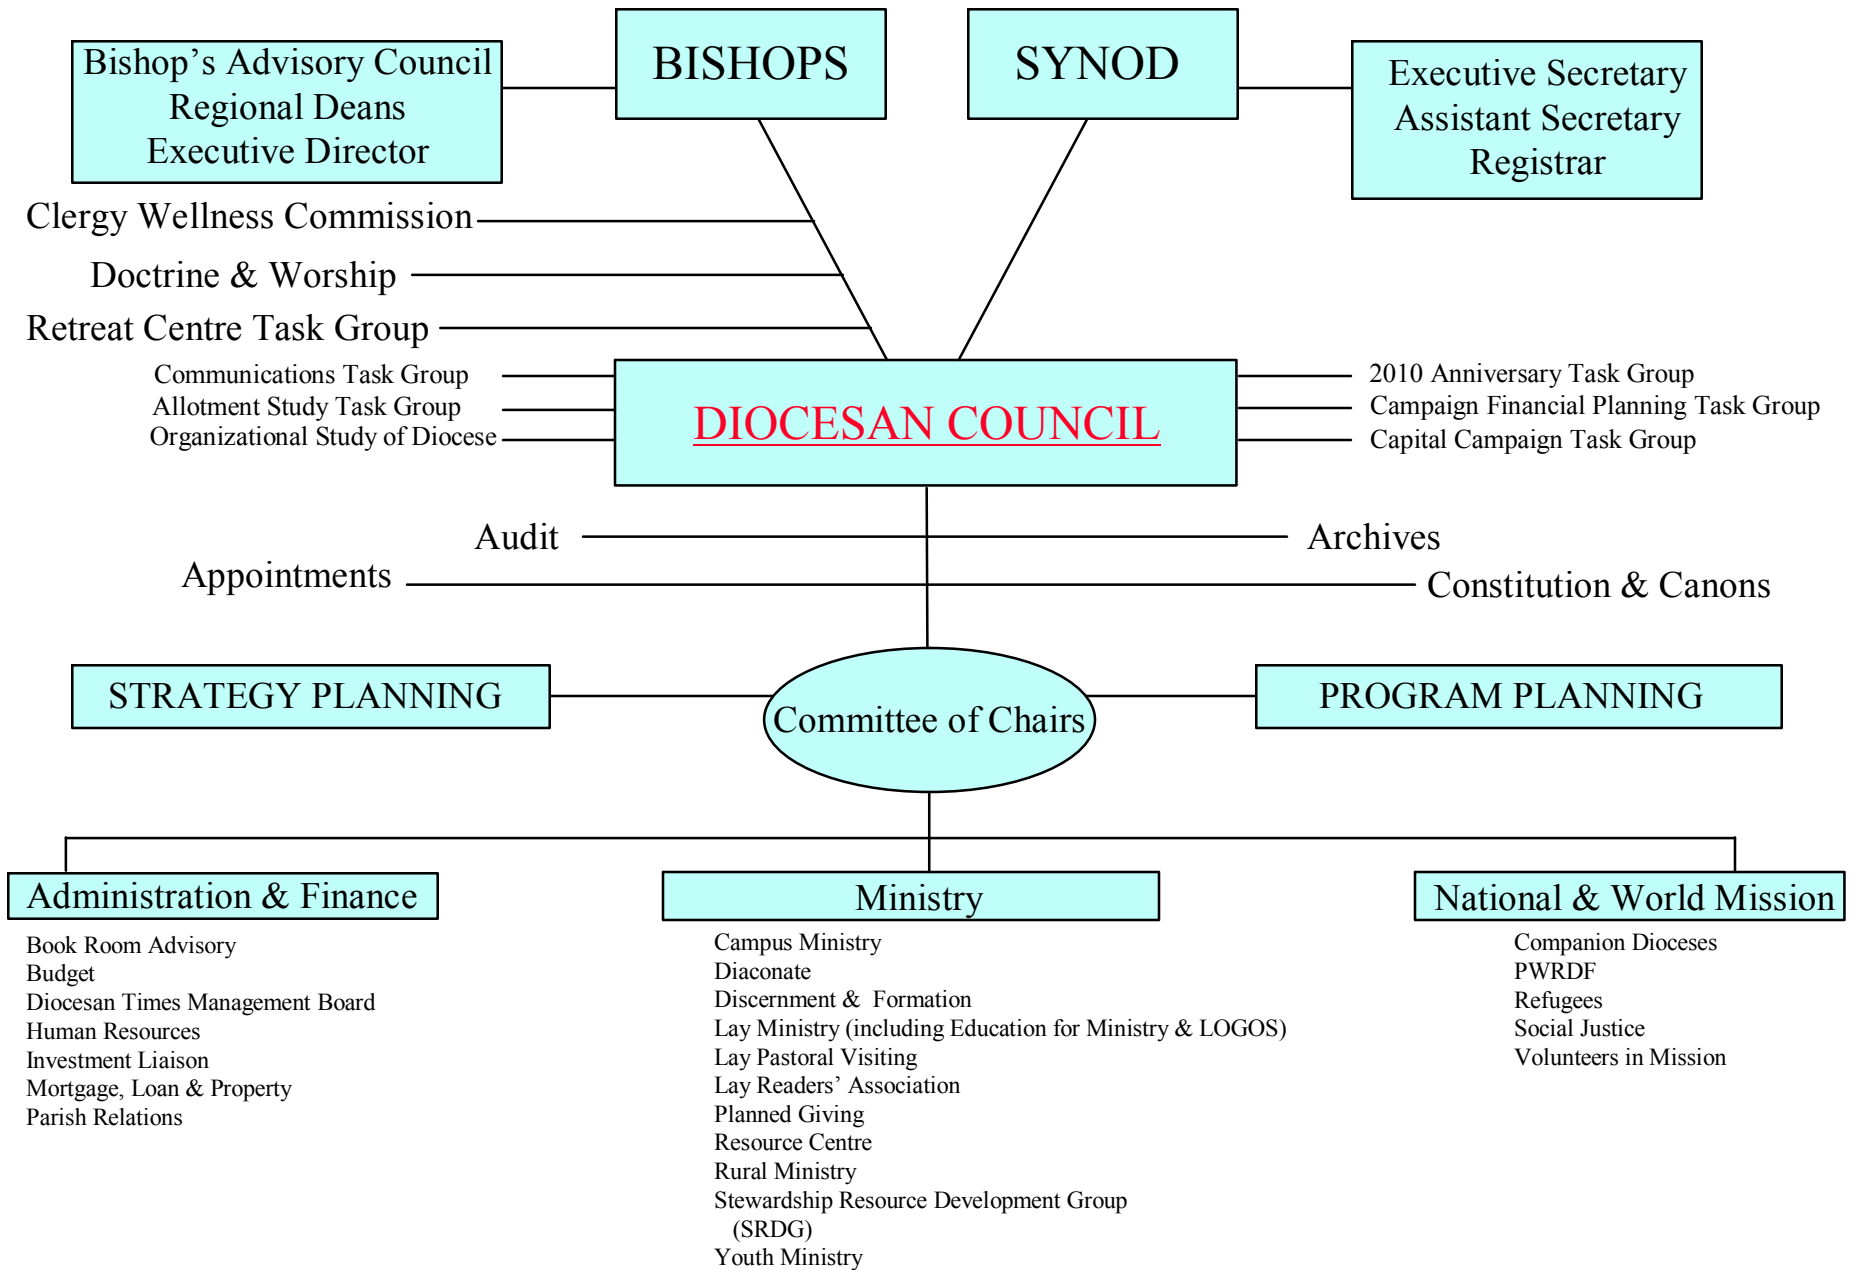 BISHOPS
SYNOD
Bishop’s Advisory Council
Regional Deans
Executive Director
Executive Secretary
Assistant Secretary
Registrar
Clergy Wellness Commission
Doctrine & Worship
Retreat Centre Task Group
Communications Task Group
Allotment Study Task Group
Organizational Study of Diocese
DIOCESAN COUNCIL
2010 Anniversary Task Group
Campaign Financial Planning Task Group
Capital Campaign Task Group
Audit
Archives
Appointments
Constitution & Canons
STRATEGY PLANNING
Committee of Chairs
PROGRAM PLANNING
Administration & Finance
Book Room Advisory
Budget
Diocesan Times Management Board
Human Resources
Investment Liaison
Mortgage, Loan & Property
Parish Relations
Ministry
Campus Ministry
Diaconate
Discernment &  Formation
Lay Ministry (including Education for Ministry & LOGOS)
Lay Pastoral Visiting
Lay Readers’ Association
Planned Giving
Resource Centre
Rural Ministry
Stewardship Resource Development Group
(SRDG)
Youth Ministry
National & World Mission
Companion Dioceses
PWRDF
Refugees
Social Justice
Volunteers in Mission